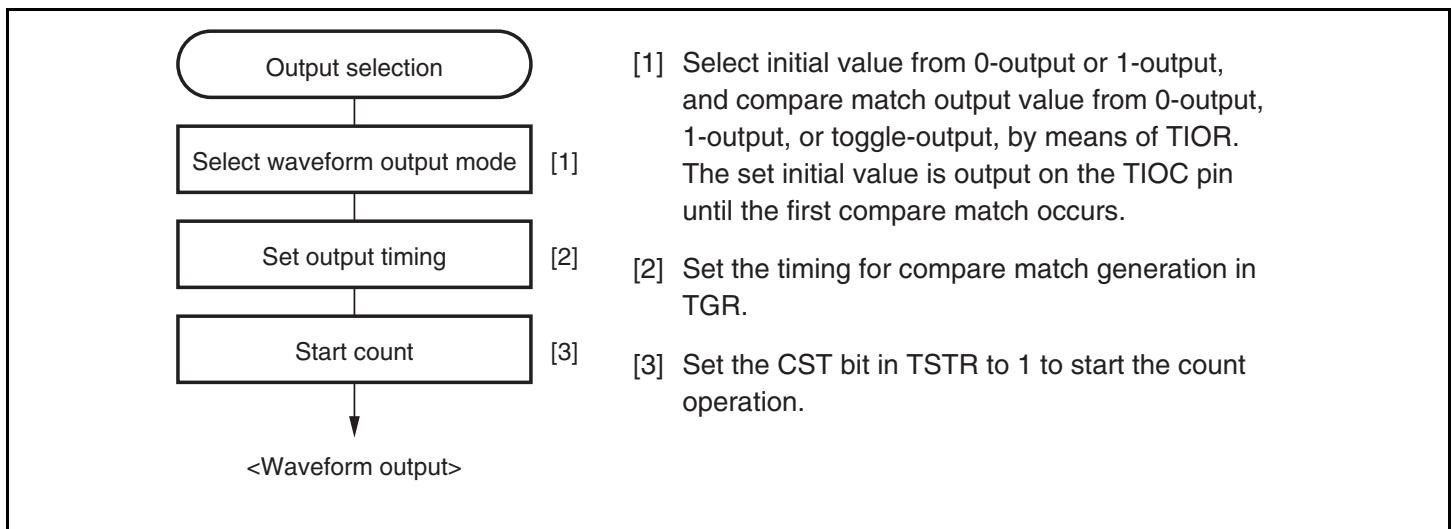 Output selection
Select waveform output mode
[1]
Set output timing
[2]
Start count
[3]
<Waveform output>
[1] Select initial value from 0-output or 1-output,
and compare match output value from 0-output,
1-output, or toggle-output, by means of TIOR.
The set initial value is output on the TIOC pin
until the first compare match occurs.
[2] Set the timing for compare match generation in
TGR.
[3] Set the CST bit in TSTR to 1 to start the count
operation.